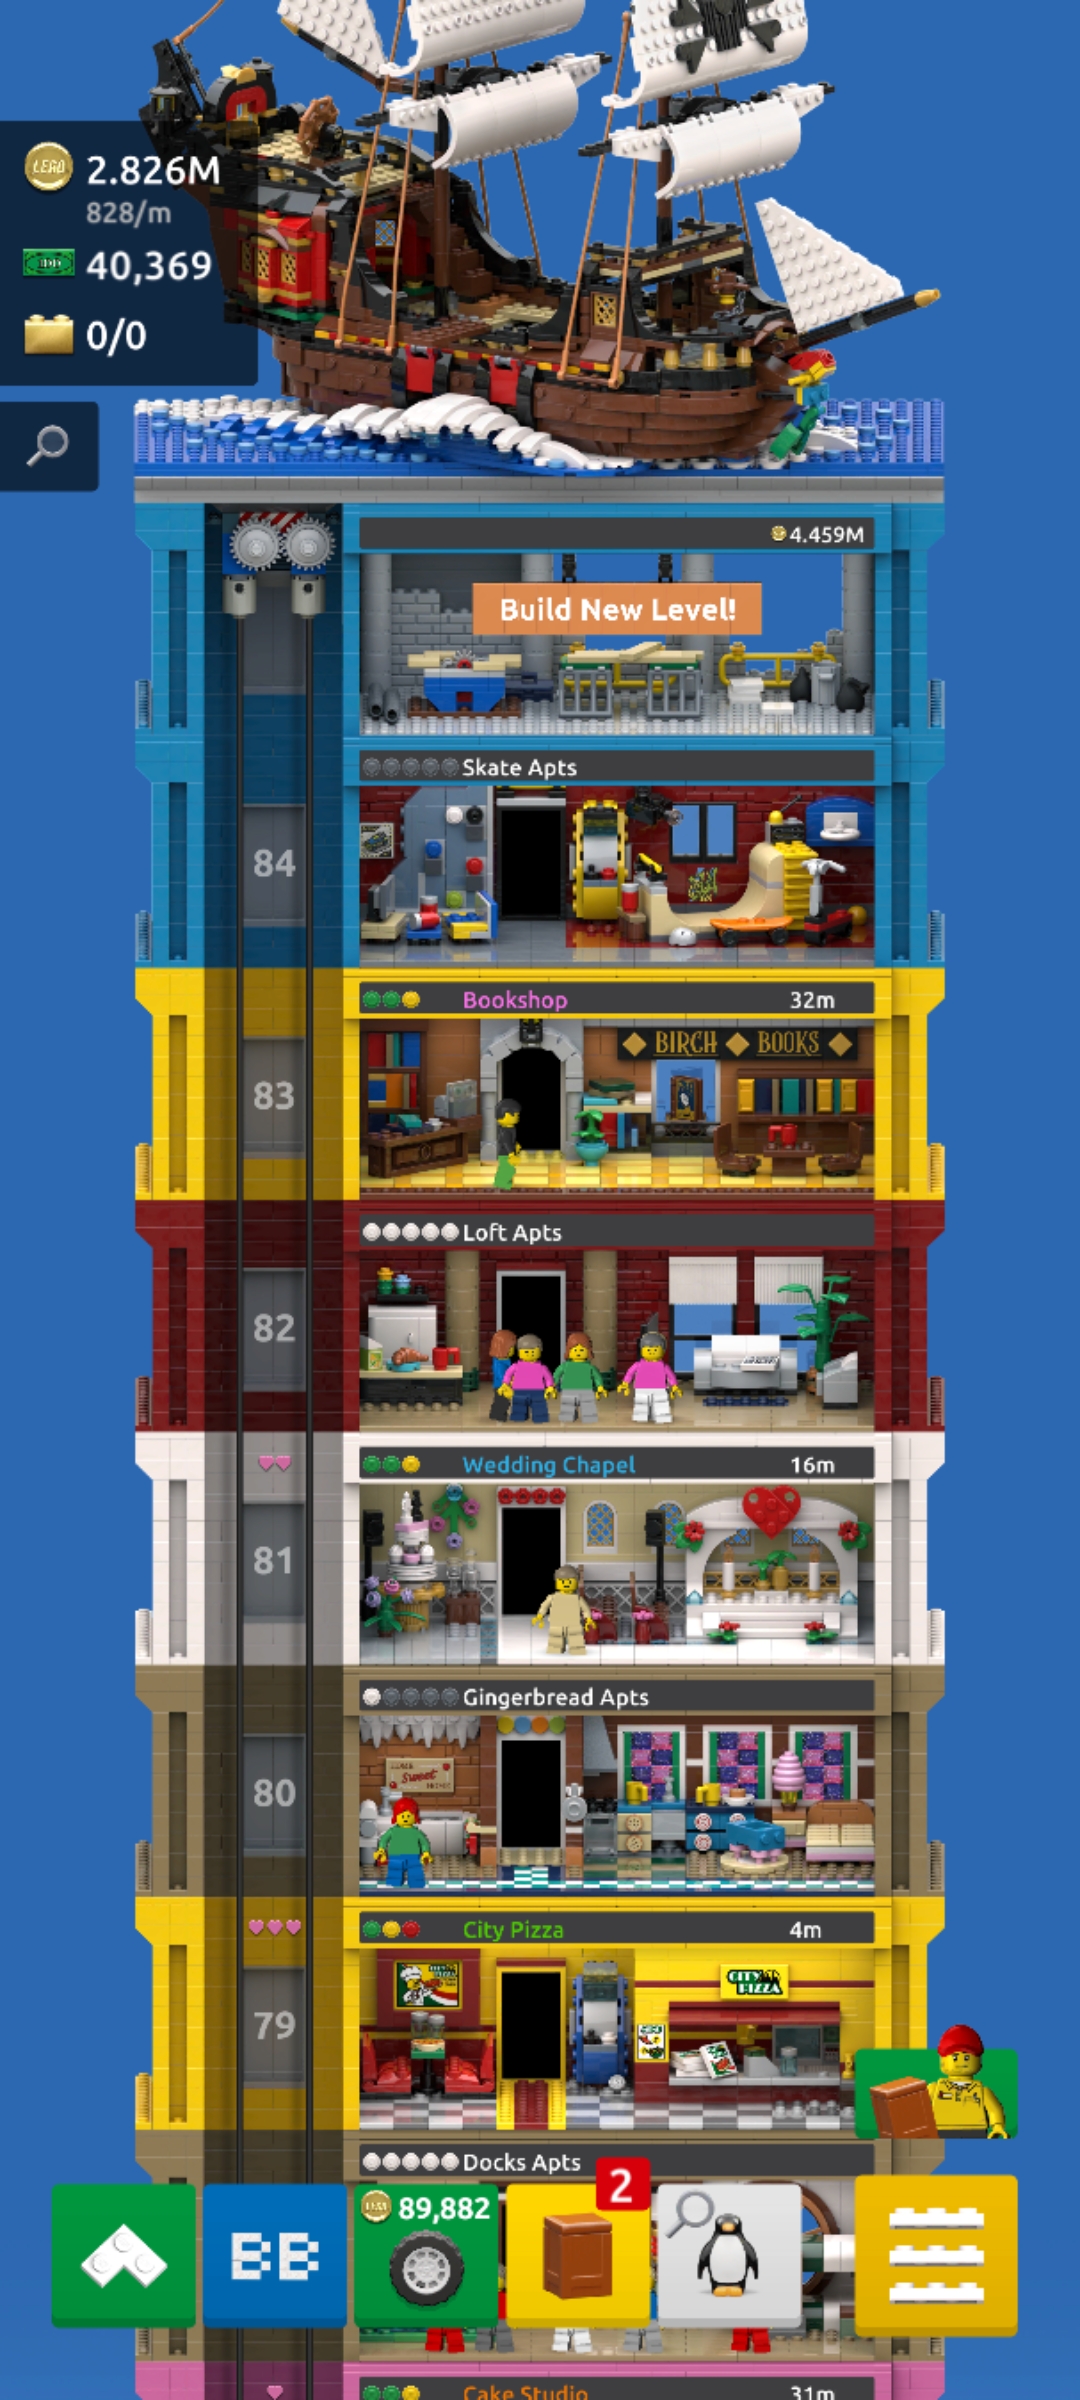 LEGO 2.826M
828/m
40,369
0/0
4.459M
Build New Level!
Skate Apts
84
Bookshop 32m
BIRCH BOOKS
83
Loft Apts
82
Wedding Chapel 16m
81
Gingerbread Apts
Sweet
80
City Pizza 4m
CITY PIZZA
79
Docks Apts
2
89,882
BB
Cake Studio 31m